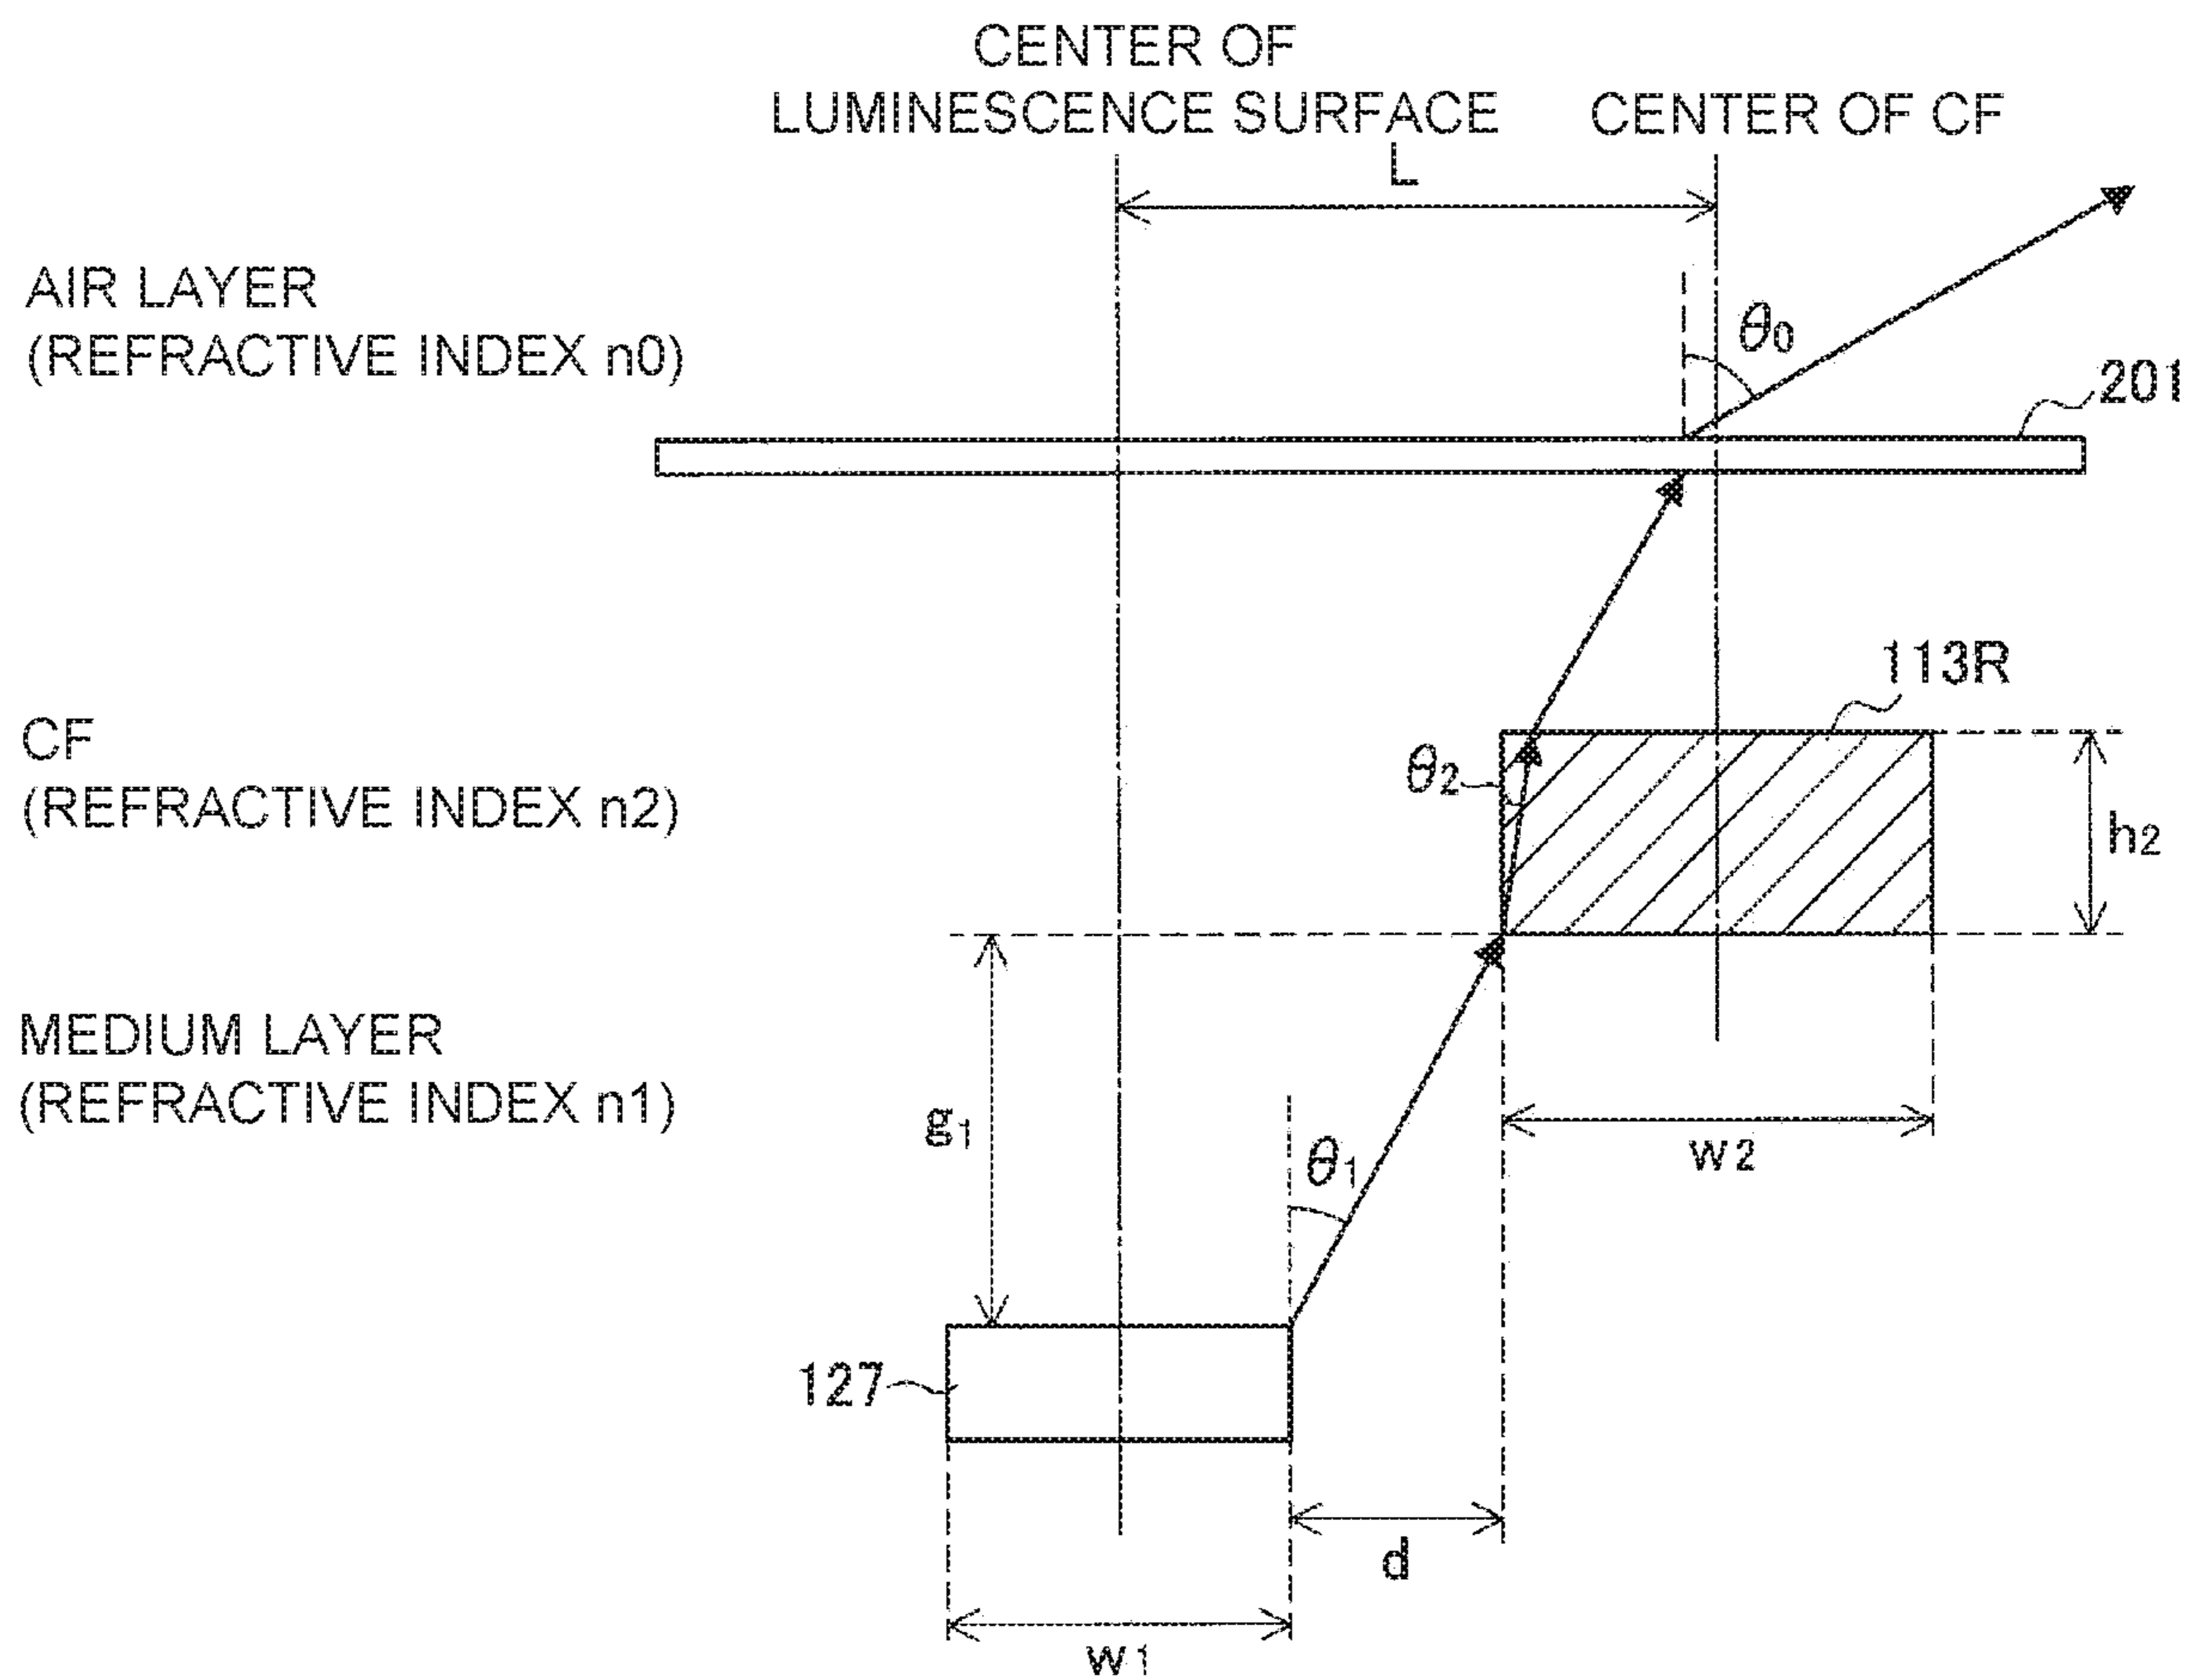 CENTER OF
LUMINESCENCE SURFACE
CENTER OF CF
L
AIR LAYER
(REFRACTIVE INDEX n0)
θ0
201
113R
CF
(REFRACTIVE INDEX n2)
θ2
h2
MEDIUM LAYER
(REFRACTIVE INDEX n1)
g1
θ1
w2
127
d
w1